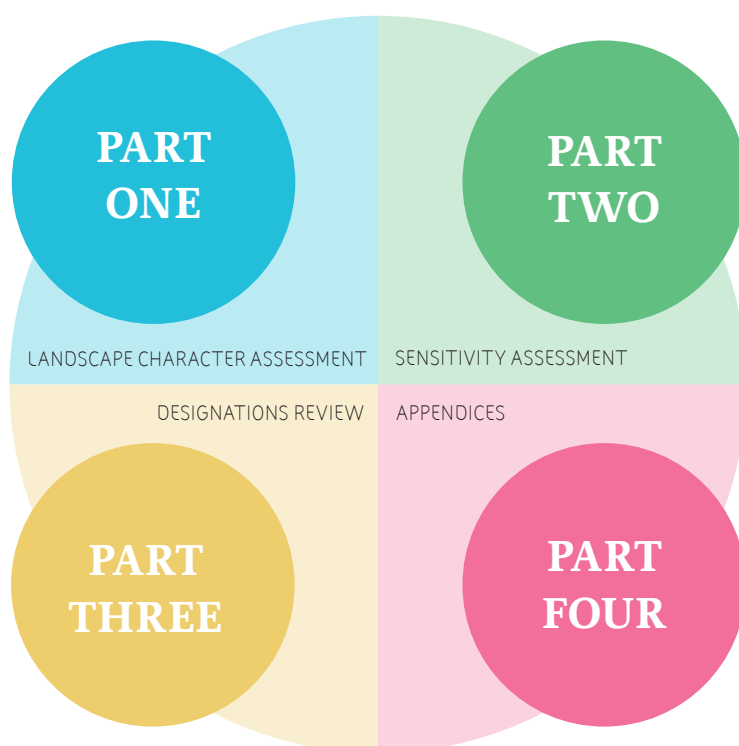 PART
ONE
LANDSCAPE CHARACTER ASSESSMENT
PART
TWO
SENSITIVITY ASSESSMENT
DESIGNATIONS REVIEW
PART
THREE
APPENDICES
PART
FOUR